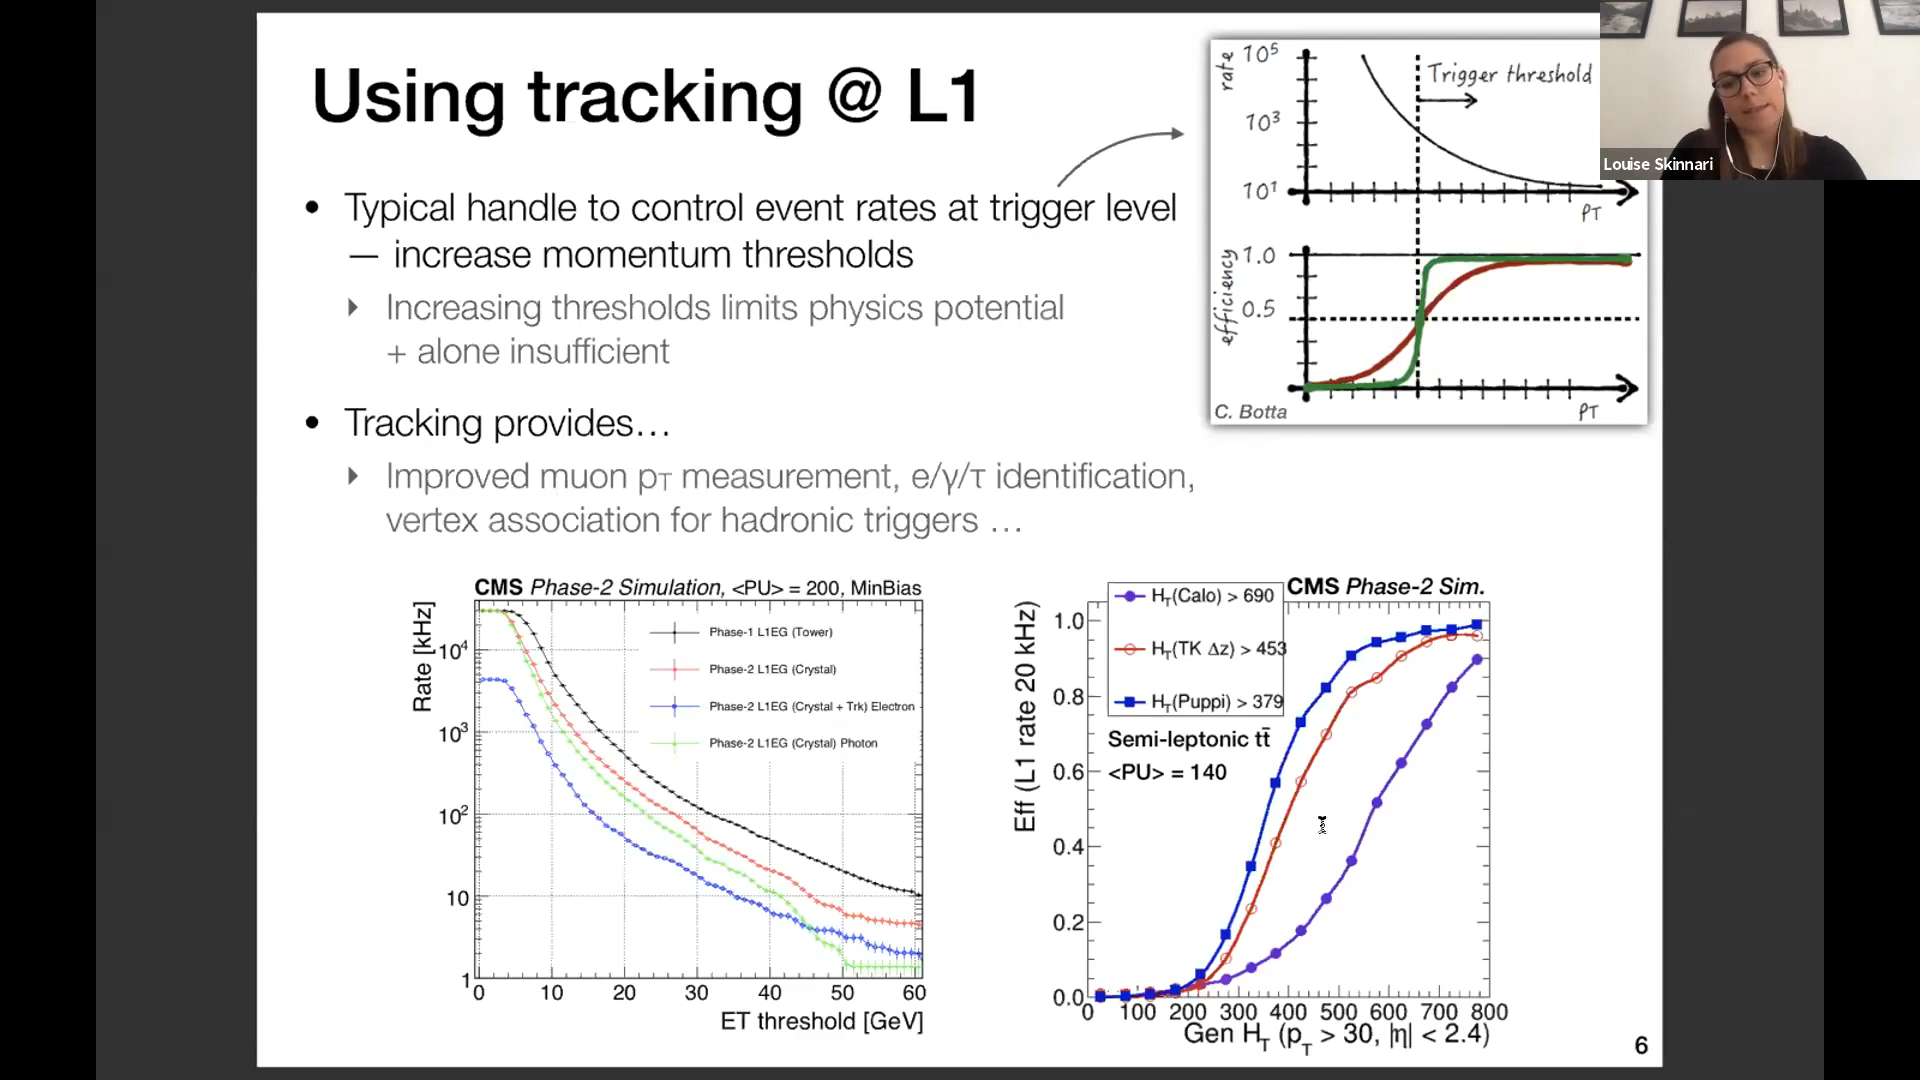 Using tracking @ L1
• Typical handle to control event rates at trigger level
— increase momentum thresholds
‣ Increasing thresholds limits physics potential
+ alone insufficient
• Tracking provides…
‣ Improved muon pT measurement, e/γ/τ identification,
vertex association for hadronic triggers …
rate
10⁵
10³
10¹
Trigger threshold
PT
efficiency
1.0
0.5
PT
C. Botta
Louise Skinnari
CMS Phase-2 Simulation, <PU> = 200, MinBias
Rate [kHz]
10⁴
10³
10²
10
1
Phase-1 L1EG (Tower)
Phase-2 L1EG (Crystal)
Phase-2 L1EG (Crystal + Trk) Electron
Phase-2 L1EG (Crystal) Photon
0 10 20 30 40 50 60
ET threshold [GeV]
CMS Phase-2 Sim.
HT(Calo) > 690
HT(TK Δz) > 453
HT(Puppi) > 379
Semi-leptonic tt̄
<PU> = 140
Eff (L1 rate 20 kHz)
1.0
0.8
0.6
0.4
0.2
0.0
0 100 200 300 400 500 600 700 800
Gen HT (pT > 30, |η| < 2.4)
6